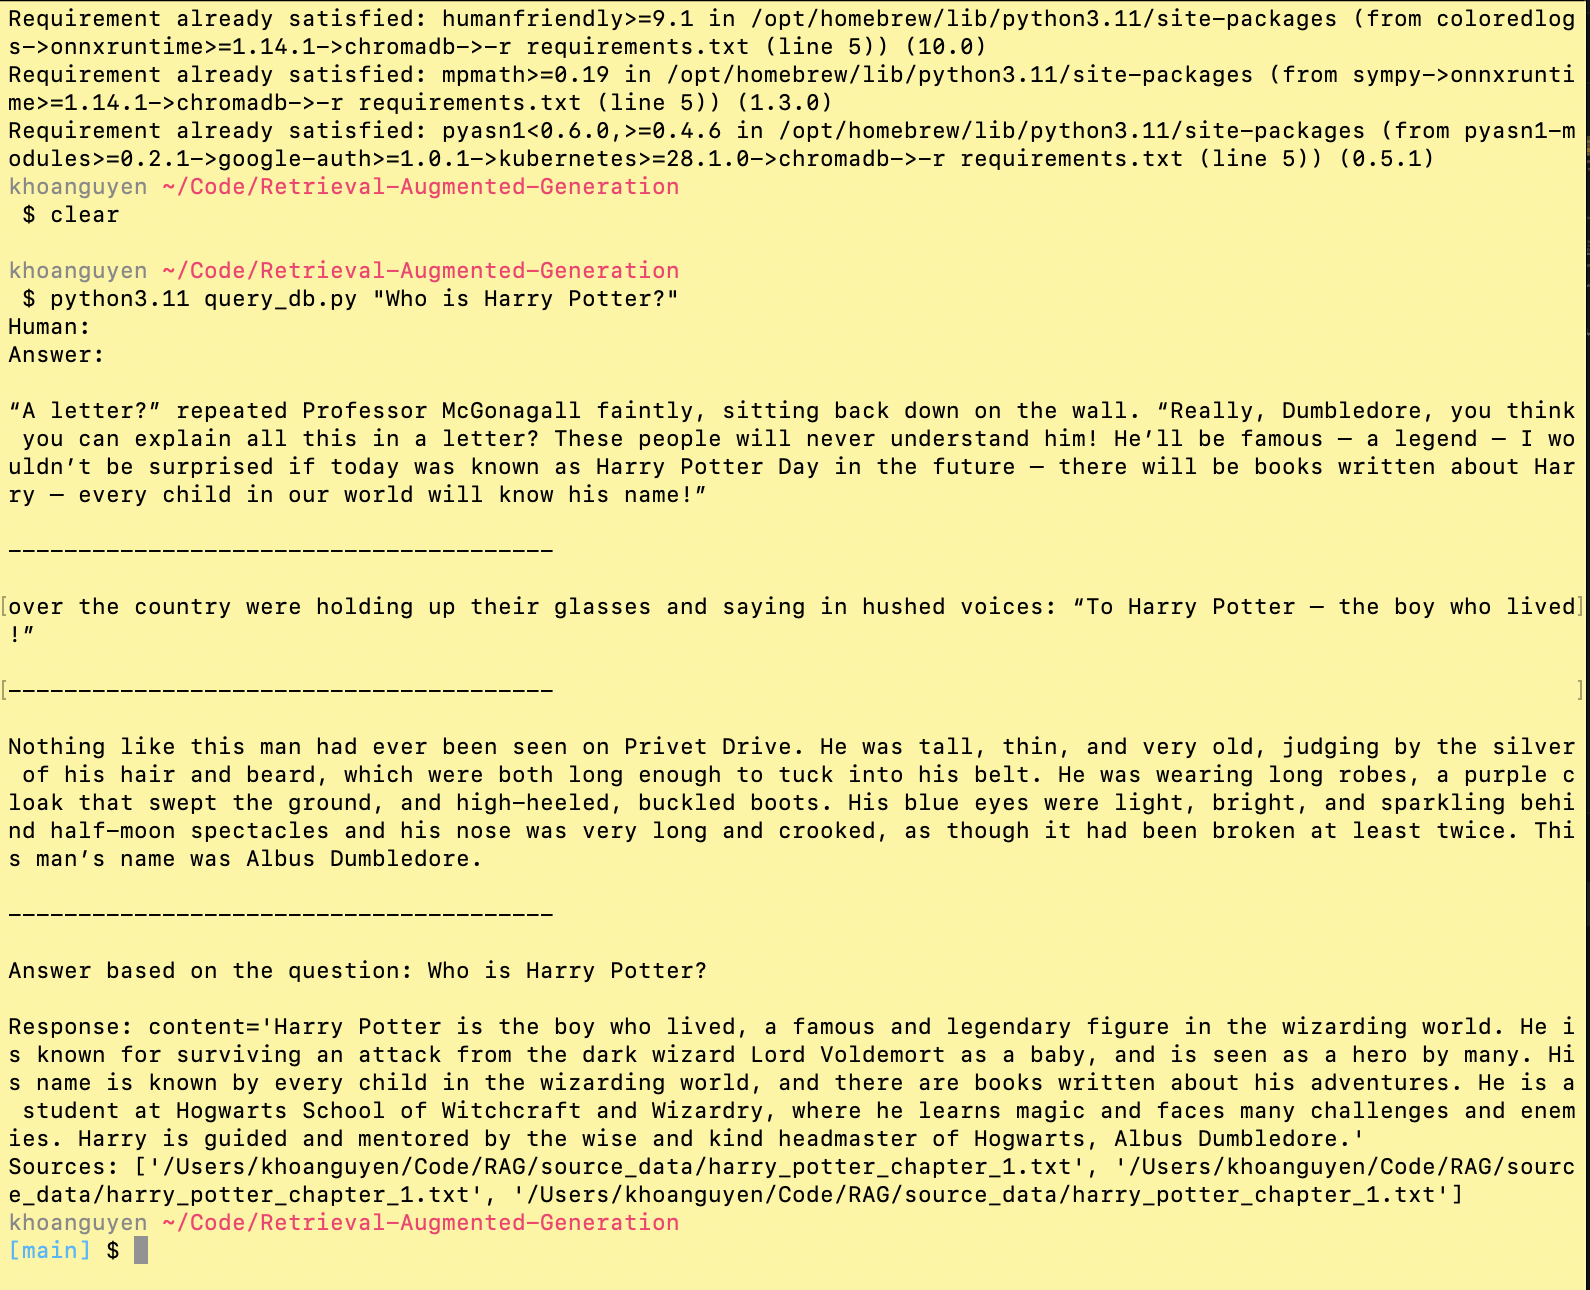 Requirement already satisfied: humanfriendly>=9.1 in /opt/homebrew/lib/python3.11/site-packages (from coloredlog
s->onnxruntime>=1.14.1->chromadb->-r requirements.txt (line 5)) (10.0)
Requirement already satisfied: mpmath>=0.19 in /opt/homebrew/lib/python3.11/site-packages (from sympy->onnxrunti
me>=1.14.1->chromadb->-r requirements.txt (line 5)) (1.3.0)
Requirement already satisfied: pyasn1<0.6.0,>=0.4.6 in /opt/homebrew/lib/python3.11/site-packages (from pyasn1-m
odules>=0.2.1->google-auth>=1.0.1->kubernetes>=28.1.0->chromadb->-r requirements.txt (line 5)) (0.5.1)
khoanguyen ~/Code/Retrieval-Augmented-Generation
 $ clear

khoanguyen ~/Code/Retrieval-Augmented-Generation
 $ python3.11 query_db.py "Who is Harry Potter?"
Human:
Answer:

“A letter?” repeated Professor McGonagall faintly, sitting back down on the wall. “Really, Dumbledore, you think
 you can explain all this in a letter? These people will never understand him! He’ll be famous — a legend — I wo
uldn’t be surprised if today was known as Harry Potter Day in the future — there will be books written about Har
ry — every child in our world will know his name!”

---------------------------------------

[over the country were holding up their glasses and saying in hushed voices: “To Harry Potter — the boy who lived]
!”

[---------------------------------------]

Nothing like this man had ever been seen on Privet Drive. He was tall, thin, and very old, judging by the silver
 of his hair and beard, which were both long enough to tuck into his belt. He was wearing long robes, a purple c
loak that swept the ground, and high-heeled, buckled boots. His blue eyes were light, bright, and sparkling behi
nd half-moon spectacles and his nose was very long and crooked, as though it had been broken at least twice. Thi
s man’s name was Albus Dumbledore.

---------------------------------------

Answer based on the question: Who is Harry Potter?

Response: content='Harry Potter is the boy who lived, a famous and legendary figure in the wizarding world. He i
s known for surviving an attack from the dark wizard Lord Voldemort as a baby, and is seen as a hero by many. Hi
s name is known by every child in the wizarding world, and there are books written about his adventures. He is a
 student at Hogwarts School of Witchcraft and Wizardry, where he learns magic and faces many challenges and enem
ies. Harry is guided and mentored by the wise and kind headmaster of Hogwarts, Albus Dumbledore.'
Sources: ['/Users/khoanguyen/Code/RAG/source_data/harry_potter_chapter_1.txt', '/Users/khoanguyen/Code/RAG/sourc
e_data/harry_potter_chapter_1.txt', '/Users/khoanguyen/Code/RAG/source_data/harry_potter_chapter_1.txt']
khoanguyen ~/Code/Retrieval-Augmented-Generation
[main] $